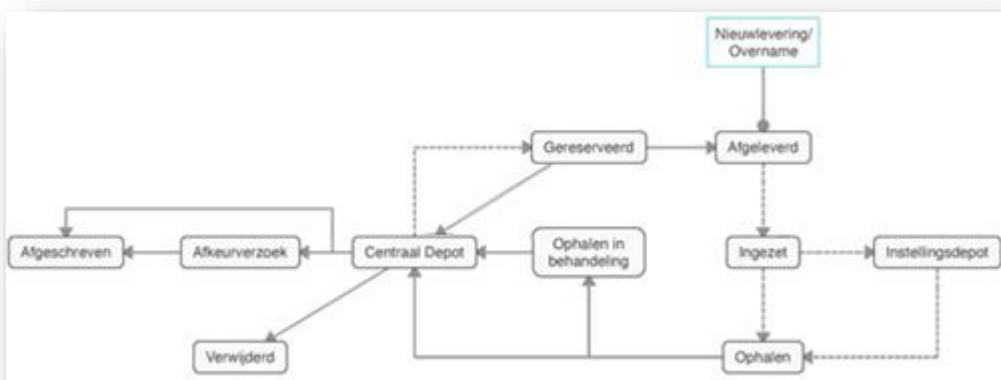 Nieuwlevering/
Overname
Gereserveerd
Afgeleverd
Afgeschreven
Afkeurverzoek
Centraal Depot
Ophalen in
behandeling
Ingezet
Instellingsdepot
Verwijderd
Ophalen